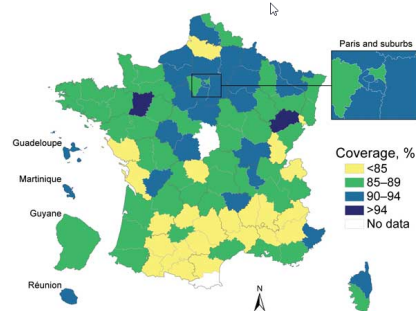 Paris and suburbs
Guadeloupe
Martinique
Guyane
Réunion
Coverage, %
<85
85–89
90–94
>94
No data
N